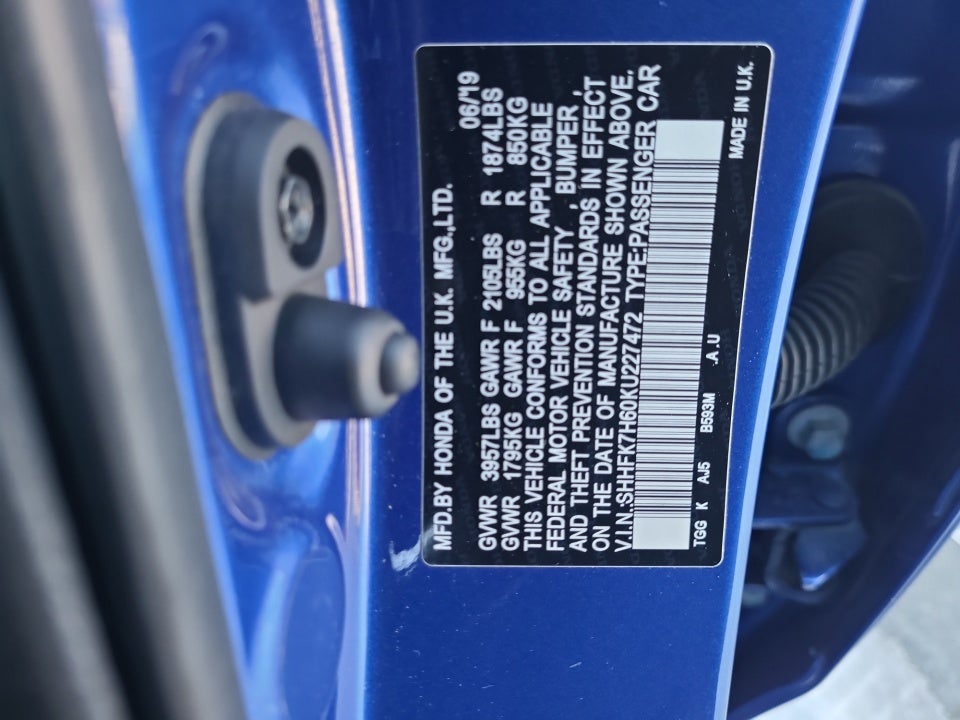 MFD.BY HONDA OF THE U.K. MFG.,LTD. 06/19
GVWR 3957LBS GAWR F 2105LBS R 1874LBS
GVWR 1795KG GAWR F 955KG R 850KG
THIS VEHICLE CONFORMS TO ALL APPLICABLE
FEDERAL MOTOR VEHICLE SAFETY , BUMPER ,
AND THEFT PREVENTION STANDARDS IN EFFECT
ON THE DATE OF MANUFACTURE SHOWN ABOVE.
V.I.N.:SHHFK7H60KU227472 TYPE:PASSENGER CAR
TGG K AJ5 B593M .A .U MADE IN U.K.